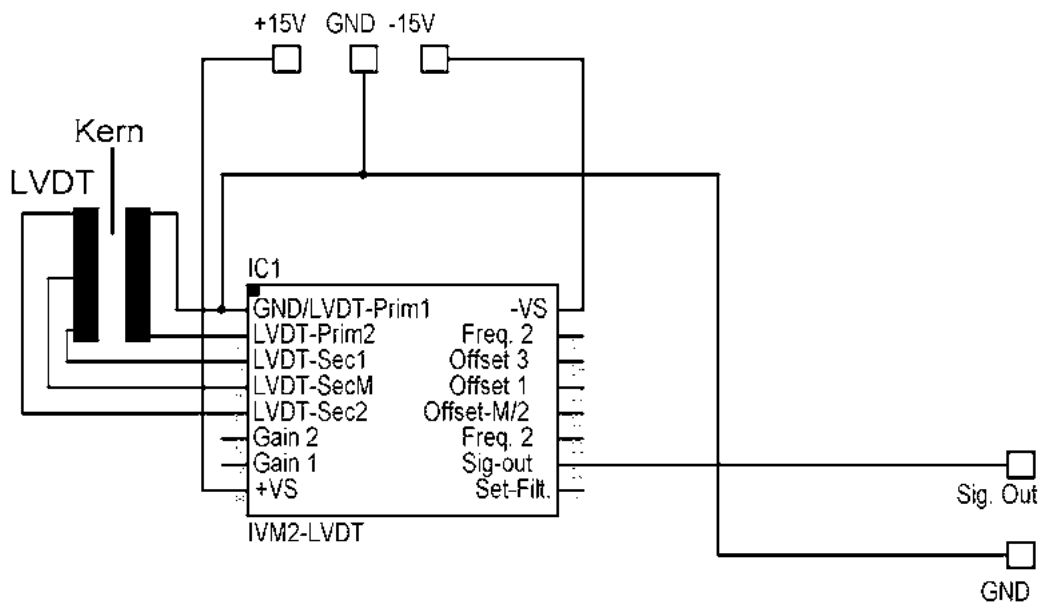 +15V GND -15V
Kern
LVDT
IC1
GND/LVDT-Prim1
LVDT-Prim2
LVDT-Sec1
LVDT-SecM
LVDT-Sec2
Gain 2
Gain 1
+VS
-VS
Freq. 2
Offset 3
Offset 1
Offset-M/2
Freq. 2
Sig-out
Set-Filt.
IVM2-LVDT
Sig. Out
GND